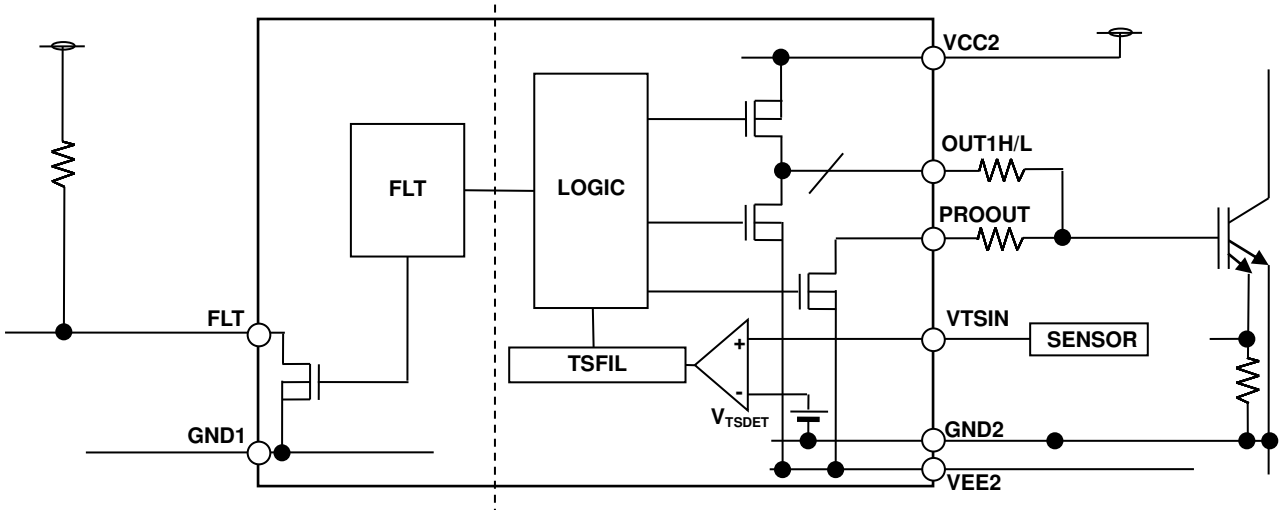 VCC2
OUT1H/L
FLT
LOGIC
PROOUT
FLT
VTSIN
SENSOR
+
TSFIL
-
VTSDET
GND1
GND2
VEE2